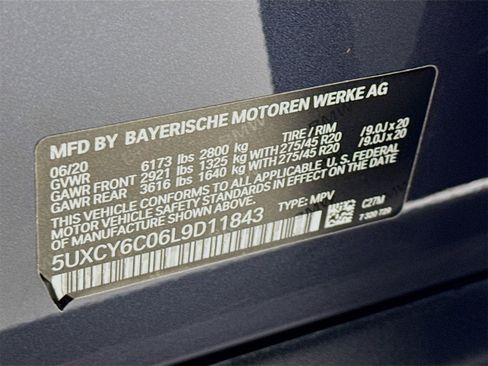 MFD BY BAYERISCHE MOTOREN WERKE AG
06/20 TIRE / RIM
GVWR 6173 lbs 2800 kg
GAWR FRONT 2921 lbs 1325 kg WITH 275/45 R20 /9.0J x 20
GAWR REAR 3616 lbs 1640 kg WITH 275/45 R20 /9.0J x 20
THIS VEHICLE CONFORMS TO ALL APPLICABLE U.S. FEDERAL
MOTOR VEHICLE SAFETY STANDARDS IN EFFECT ON THE DATE
OF MANUFACTURE SHOWN ABOVE.
5UXCY6C06L9D11843 TYPE: MPV C27M
7 320 729